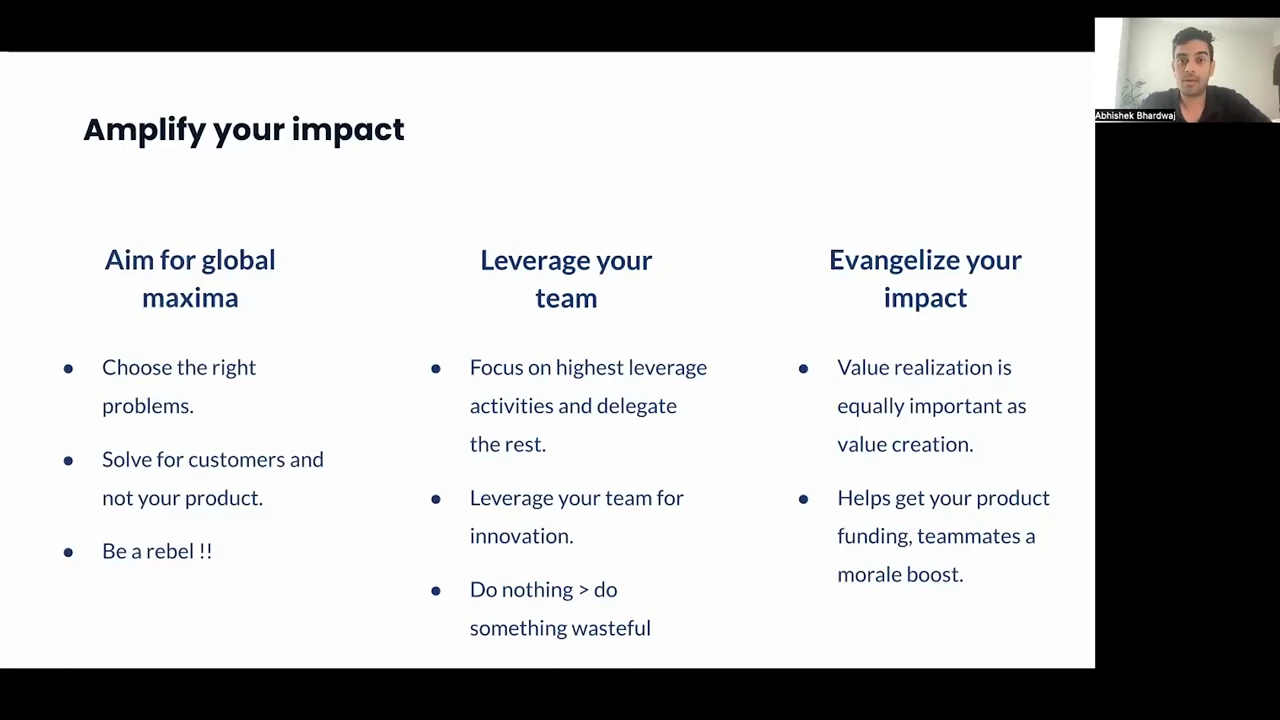 Amplify your impact
Abhishek Bhardwaj
Aim for global
maxima
● Choose the right
problems.
● Solve for customers and
not your product.
● Be a rebel !!
Leverage your
team
● Focus on highest leverage
activities and delegate
the rest.
● Leverage your team for
innovation.
● Do nothing > do
something wasteful
Evangelize your
impact
● Value realization is
equally important as
value creation.
● Helps get your product
funding, teammates a
morale boost.